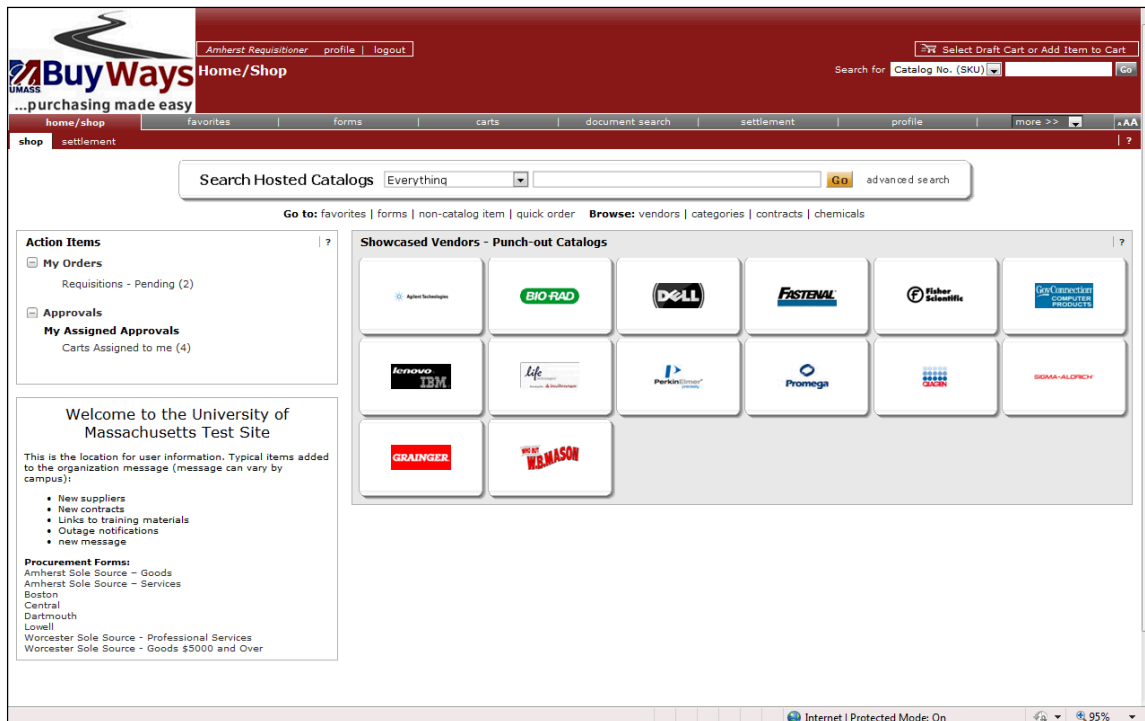 UMASS BuyWays
...purchasing made easy
Amherst Requisitioner profile | logout
Select Draft Cart or Add Item to Cart
Home/Shop
Search for Catalog No. (SKU) Go
home/shop favorites | forms | carts | document search | settlement | profile | more >> AAA
shop settlement | ?
Search Hosted Catalogs Everything Go advanced search
Go to: favorites | forms | non-catalog item | quick order Browse: vendors | categories | contracts | chemicals
Action Items | ?
My Orders
Requisitions - Pending (2)
Approvals
My Assigned Approvals
Carts Assigned to me (4)
Welcome to the University of
Massachusetts Test Site
This is the location for user information. Typical items added
to the organization message (message can vary by
campus):
• New suppliers
• New contracts
• Links to training materials
• Outage notifications
• new message
Procurement Forms:
Amherst Sole Source – Goods
Amherst Sole Source – Services
Boston
Central
Dartmouth
Lowell
Worcester Sole Source - Professional Services
Worcester Sole Source - Goods $5000 and Over
Showcased Vendors - Punch-out Catalogs | ?
Agilent Technologies
BIO-RAD
DELL
FASTENAL
Fisher
Scientific
GovConnection
COMPUTER
PRODUCTS
lenovo
IBM
life
PerkinElmer
precisely
Promega
QIAGEN
SIGMA-ALDRICH
GRAINGER
WHO BUT
W.B. MASON
Internet | Protected Mode: On 95%